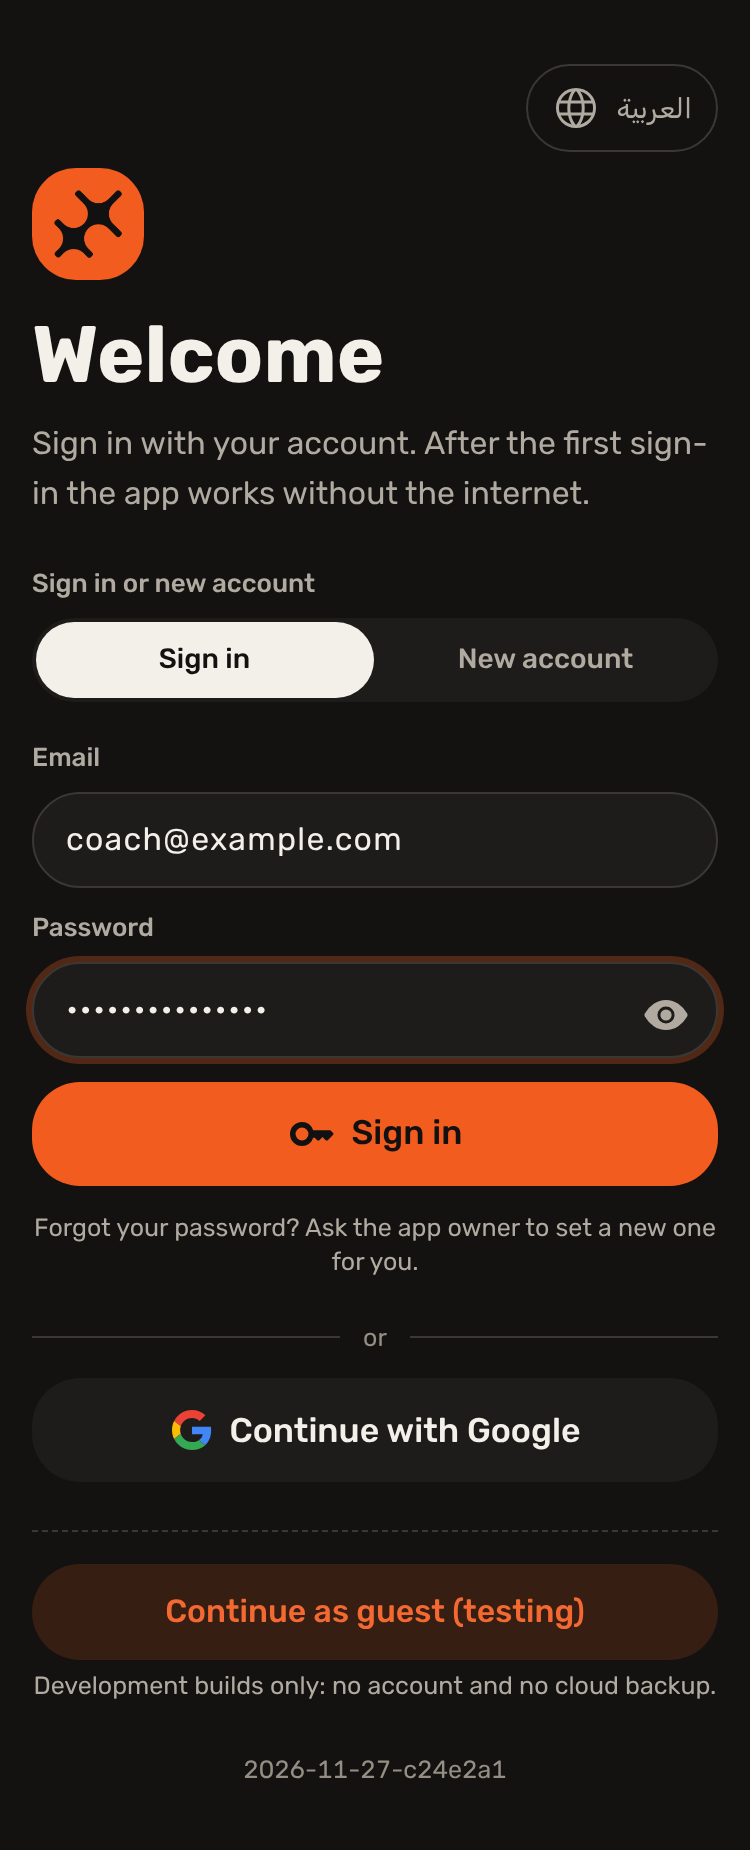 العربية
Welcome
Sign in with your account. After the first sign-
in the app works without the internet.
Sign in or new account
Sign in
New account
Email
coach@example.com
Password
•••••••••••••••
Sign in
Forgot your password? Ask the app owner to set a new one
for you.
or
Continue with Google
Continue as guest (testing)
Development builds only: no account and no cloud backup.
2026-11-27-c24e2a1